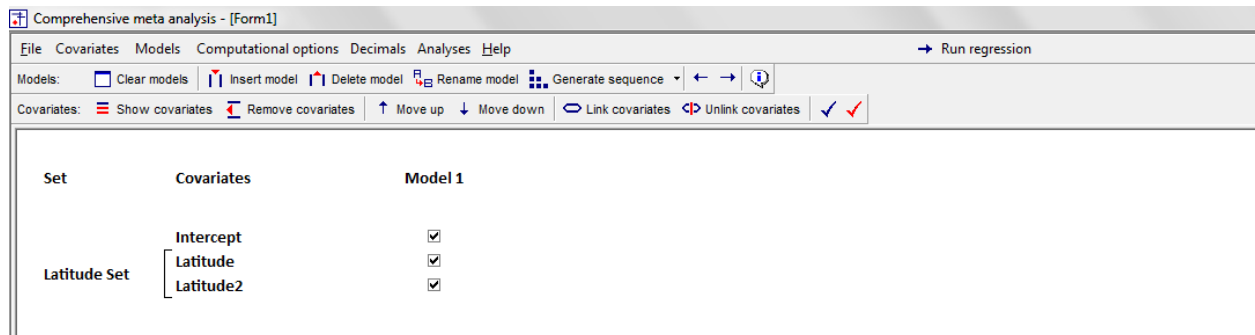 Comprehensive meta analysis - [Form1]
File Covariates Models Computational options Decimals Analyses Help Run regression
Models: Clear models Insert model Delete model Rename model Generate sequence
Covariates: Show covariates Remove covariates Move up Move down Link covariates Unlink covariates
Set Covariates Model 1
Intercept
Latitude
Latitude Set
Latitude2